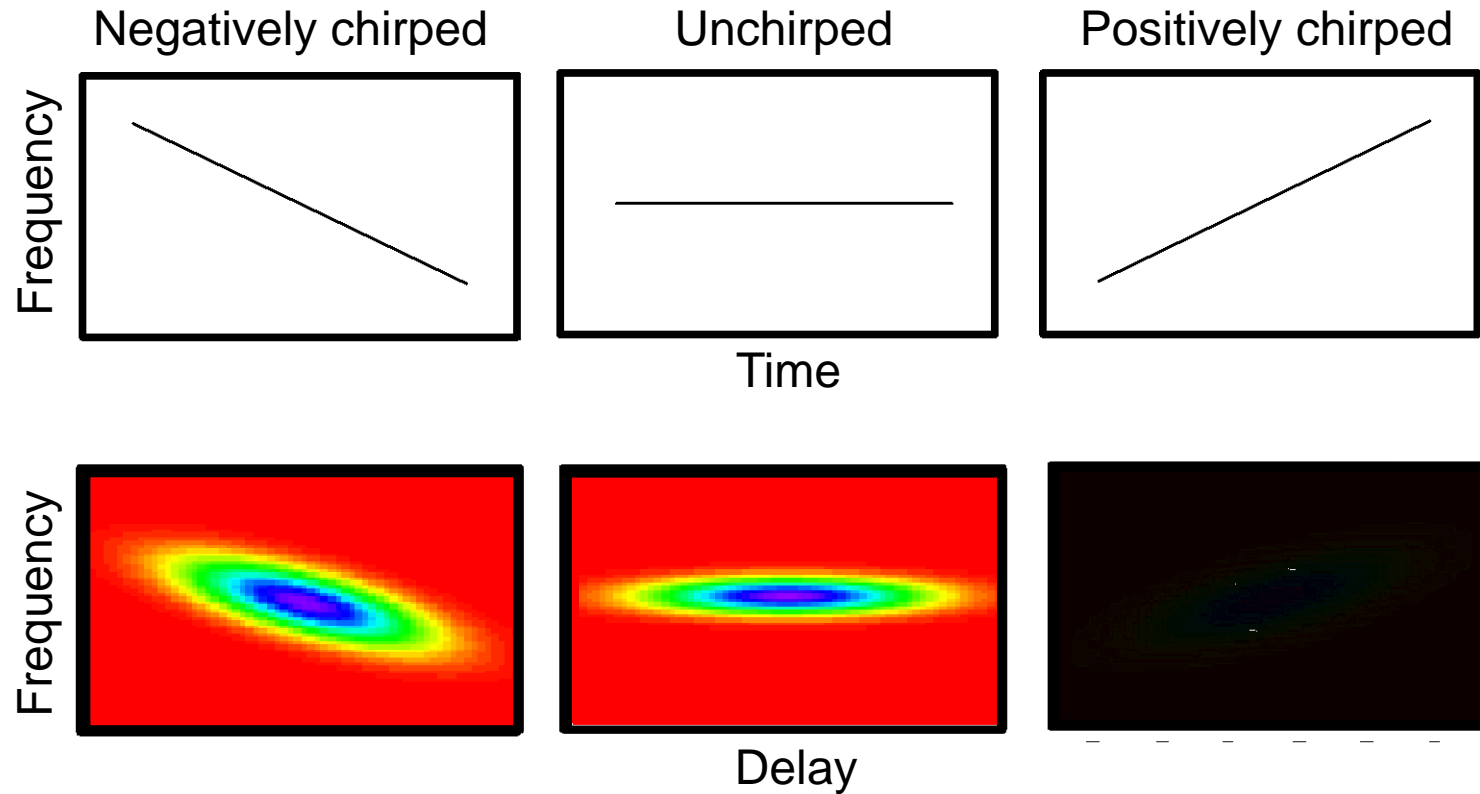 Negatively chirped
Unchirped
Positively chirped
Frequency
Time
Frequency
Delay